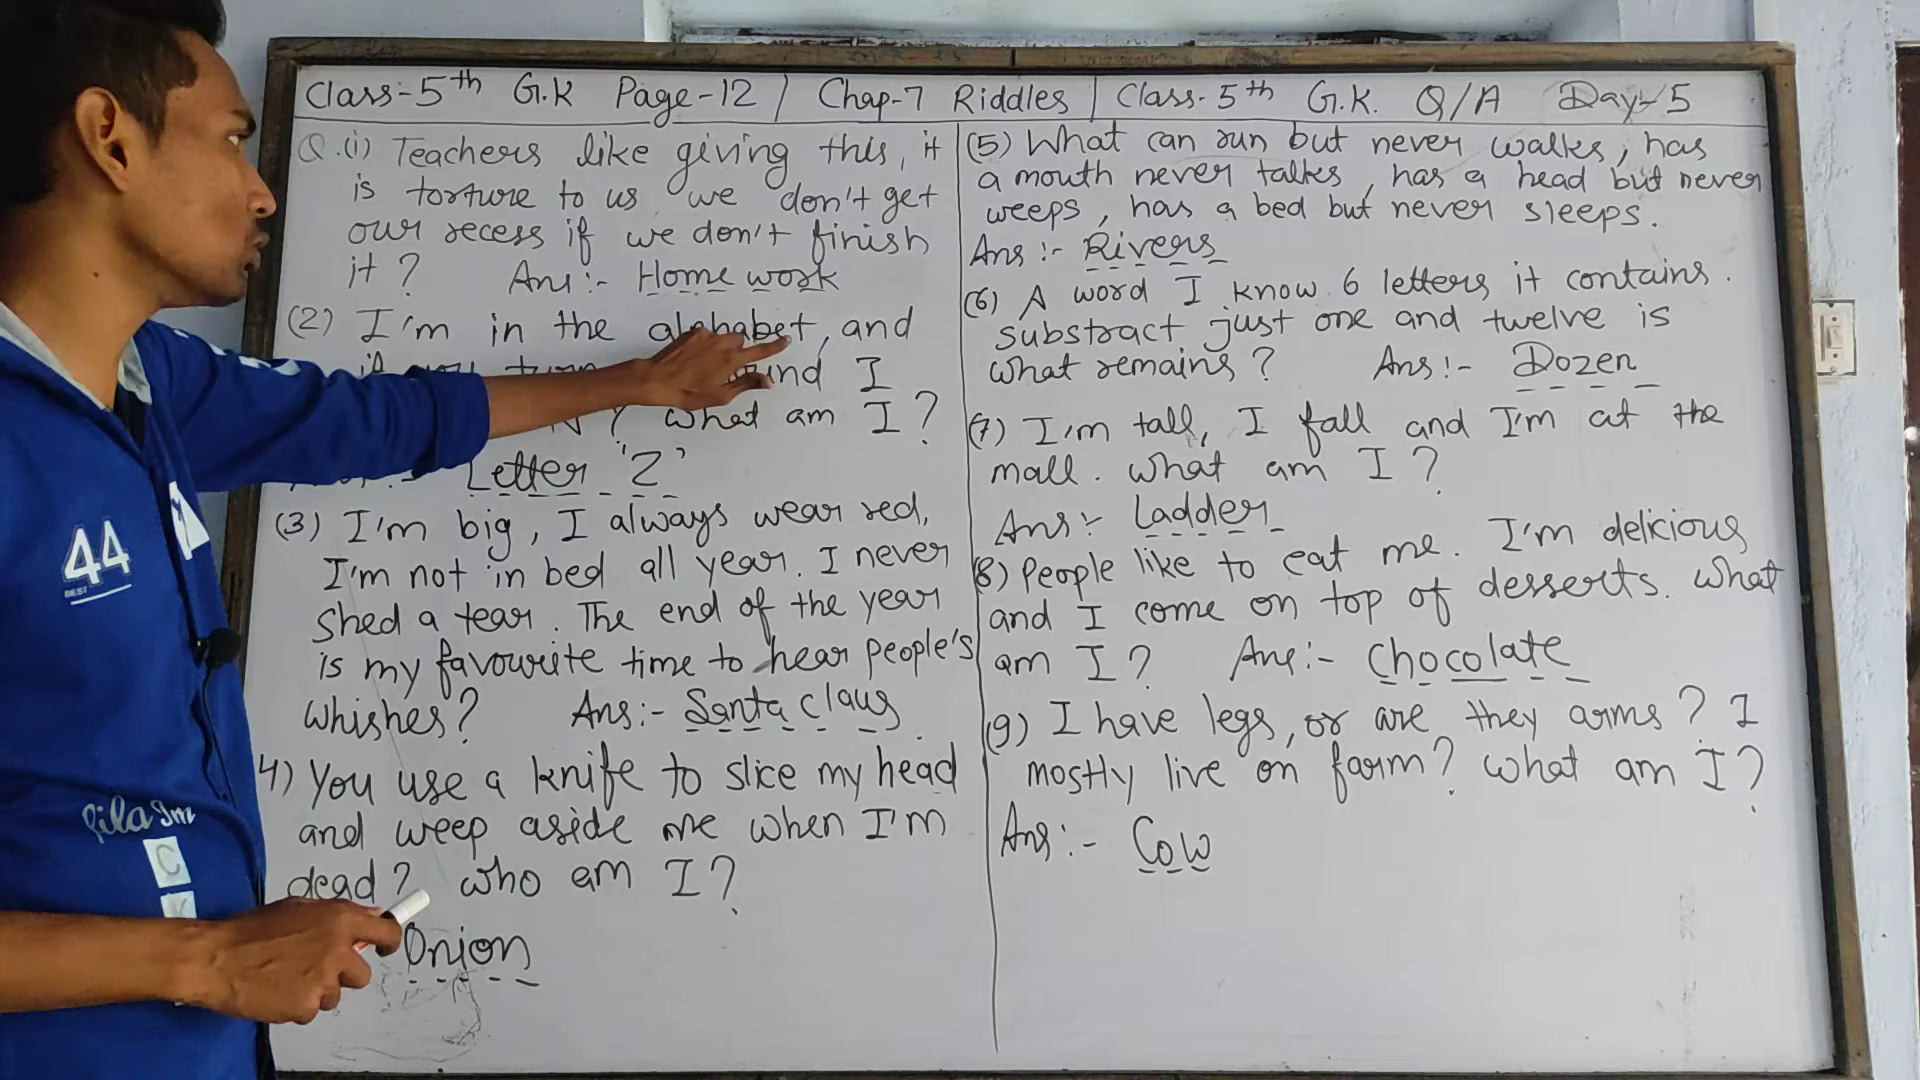 Class-5th G.K Page-12 / Chap-7 Riddles / Class-5th G.K. Q/A Day-5
Q.(i) Teachers like giving this, it
is torture to us, we don't get
our recess if we don't finish
it? Ans:- Home work
(2) I'm in the alphabet, and
I
N? What am I?
Letter 'Z'
(3) I'm big, I always wear red,
I'm not in bed all year. I never
shed a tear. The end of the year
is my favourite time to hear people's
whishes? Ans:- Santa Claus
4) You use a knife to slice my head
and weep aside me when I'm
dead? who am I?
Onion
(5) What can run but never walks, has
a mouth never talks, has a head but never
weeps, has a bed but never sleeps.
Ans:- Rivers
(6) A word I know 6 letters it contains.
substract just one and twelve is
what remains? Ans:- Dozen
(7) I'm tall, I fall and I'm at the
mall. What am I?
Ans:- Ladder
(8) People like to eat me. I'm delicious
and I come on top of desserts. What
am I? Ans:- Chocolate
(9) I have legs, or are they arms? I
mostly live on farm? What am I?
Ans:- Cow
44
BEST
fila Im
C